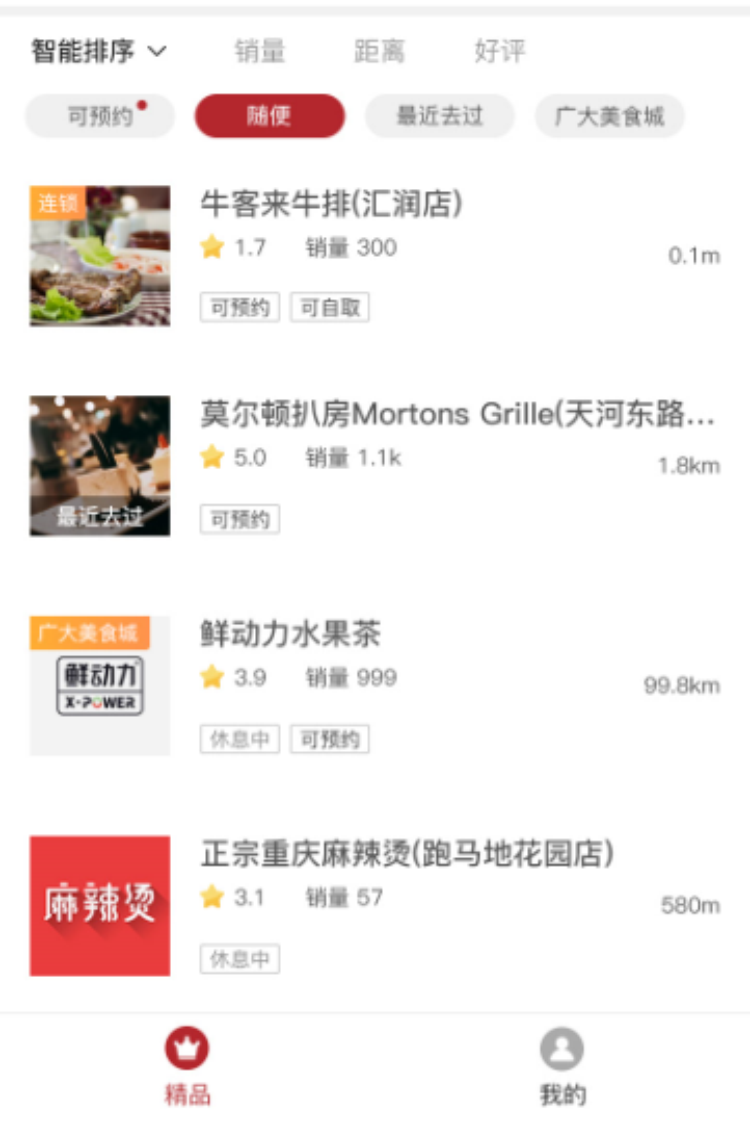 智能排序 销量 距离 好评
可预约 随便 最近去过 广大美食城
连锁
牛客来牛排(汇润店)
1.7 销量 300
0.1m
可预约 可自取
莫尔顿扒房Mortons Grille(天河东路...
5.0 销量 1.1k
1.8km
最近去过
可预约
广大美食城
鲜动力水果茶
鲜动力
X-POWER
3.9 销量 999
99.8km
休息中 可预约
正宗重庆麻辣烫(跑马地花园店)
麻辣烫
3.1 销量 57
580m
休息中
精品 我的